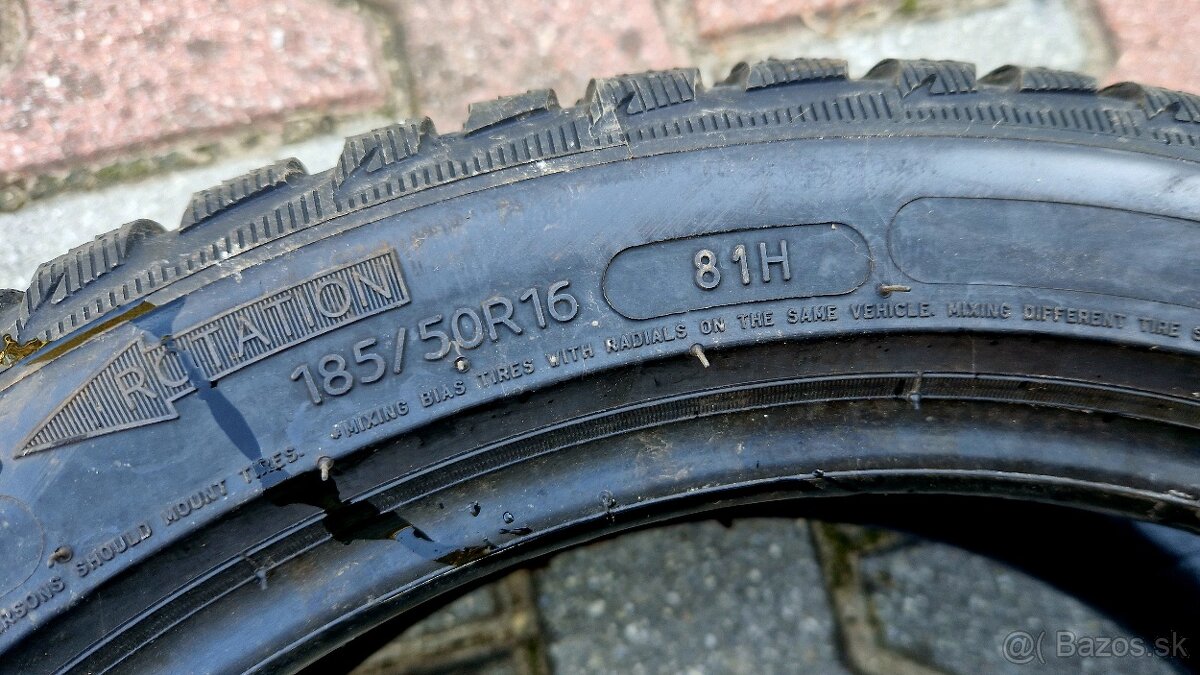 ROTATION
185/50R16
81H
MIXING BIAS TIRES WITH RADIALS ON THE SAME VEHICLE. MIXING DIFFERENT TIRE
SHOULD MOUNT TIRES.
@ Bazos.sk